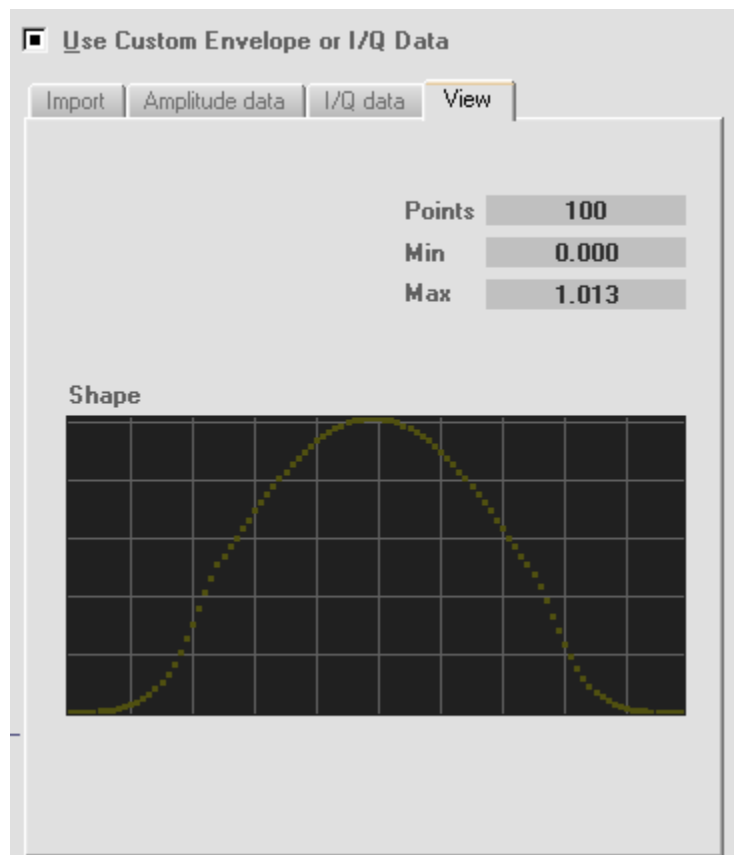 Use Custom Envelope or I/Q Data
Import Amplitude data I/Q data View
Points 100
Min 0.000
Max 1.013
Shape